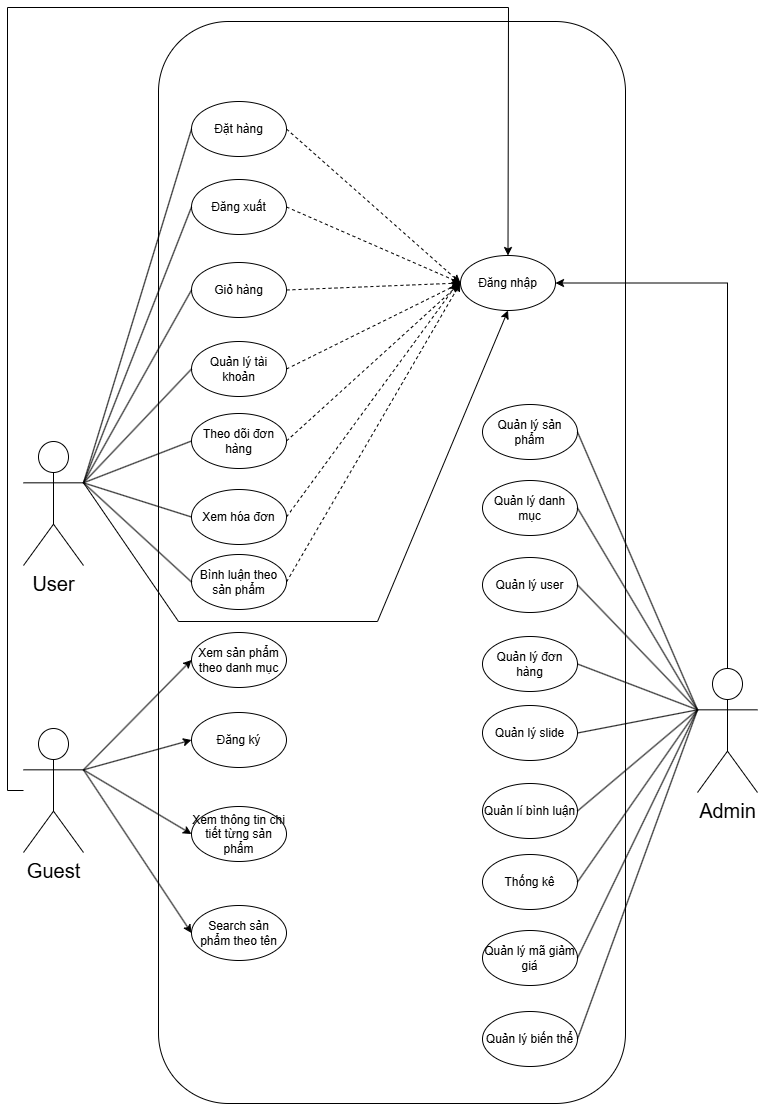 Đặt hàng
Đăng xuất
Giỏ hàng
Quản lý tài
khoản
Theo dõi đơn
hàng
Xem hóa đơn
Bình luận theo
sản phẩm
User
Đăng nhập
Xem sản phẩm
theo danh mục
Đăng ký
Xem thông tin chi
tiết từng sản
phẩm
Search sản
phẩm theo tên
Guest
Quản lý sản
phẩm
Quản lý danh
mục
Quản lý user
Quản lý đơn
hàng
Quản lý slide
Quản lí bình luận
Thống kê
Quản lý mã giảm
giá
Quản lý biến thể
Admin